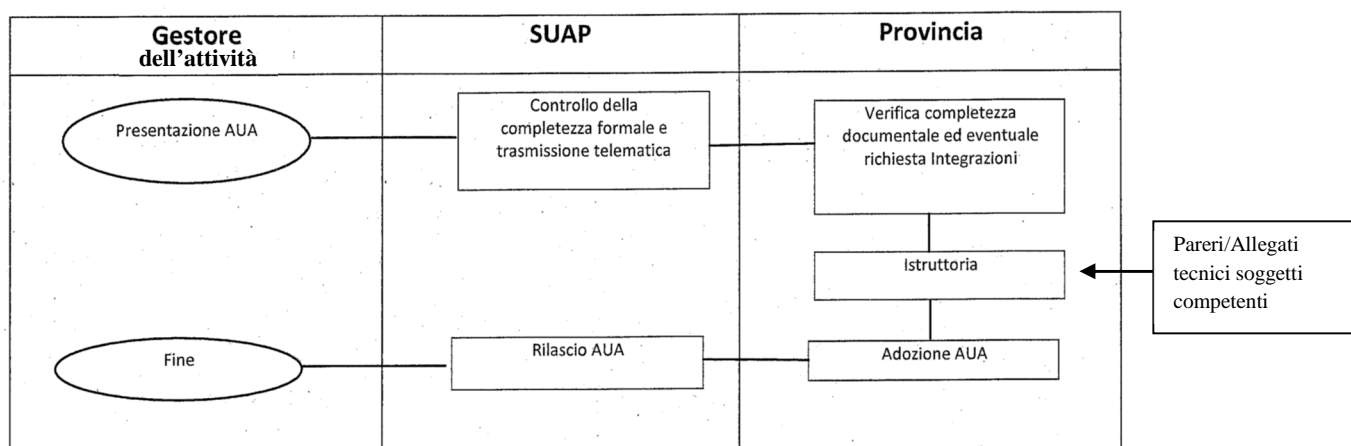 Gestore
dell'attività
SUAP
Provincia
Presentazione AUA
Controllo della
completezza formale e
trasmissione telematica
Verifica completezza
documentale ed eventuale
richiesta Integrazioni
Istruttoria
Pareri/Allegati
tecnici soggetti
competenti
Fine
Rilascio AUA
Adozione AUA